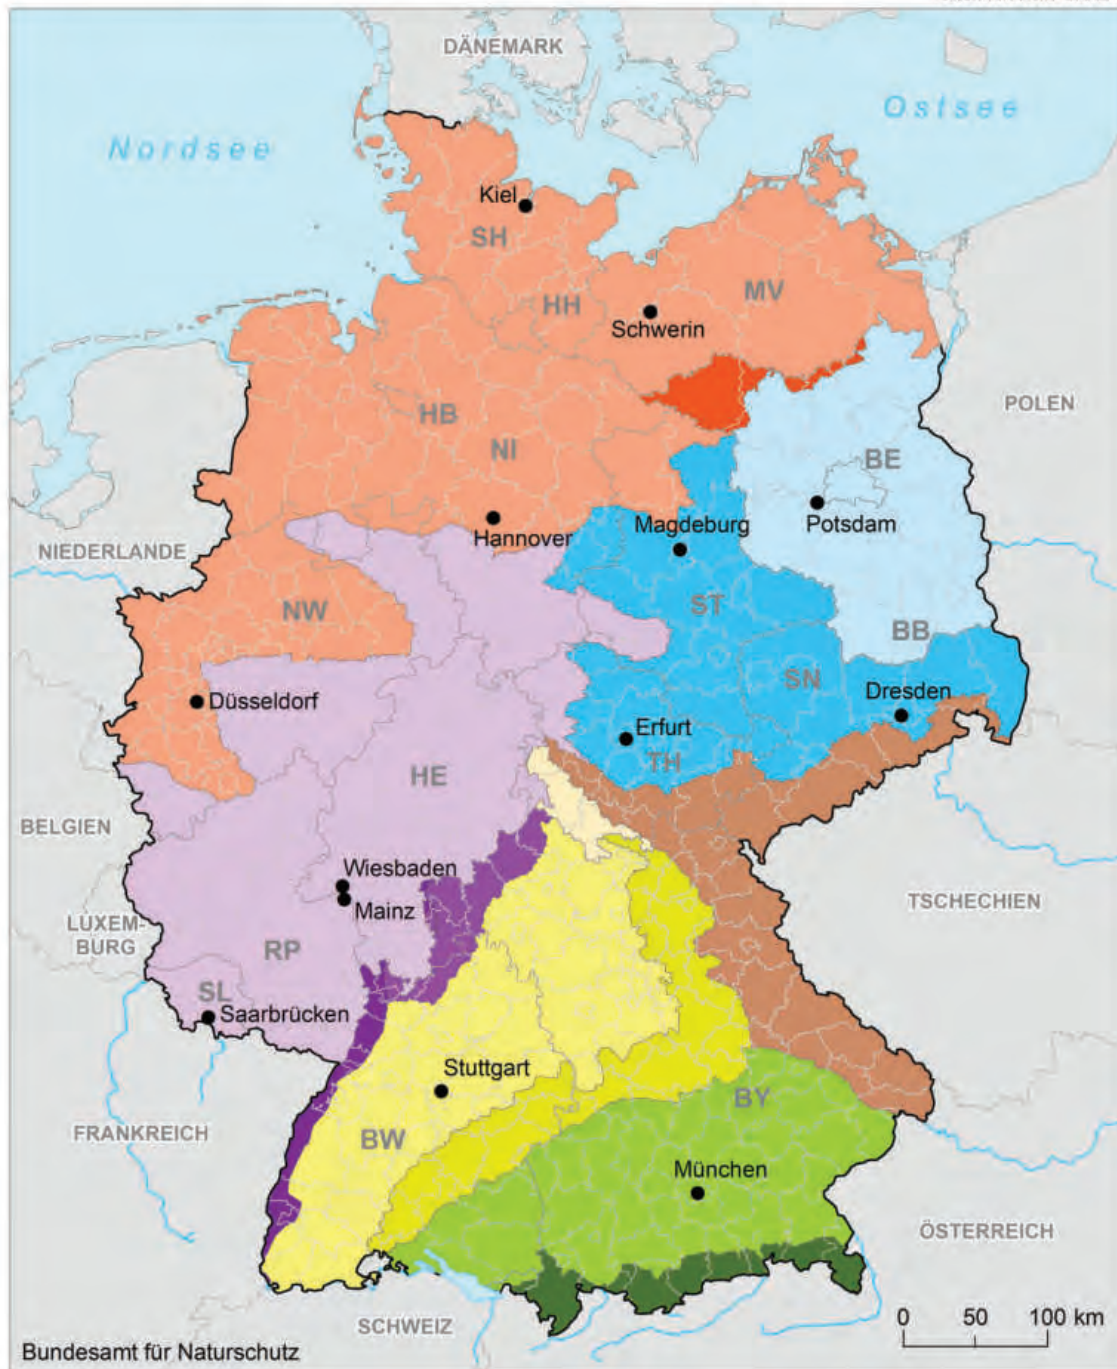 DÄNEMARK
Nordsee
Ostsee
Kiel
SH
HH
MV
Schwerin
POLEN
HB
NI
BE
Hannover
Magdeburg
Potsdam
NIEDERLANDE
NW
ST
BB
SN
Düsseldorf
Dresden
Erfurt
TH
HE
BELGIEN
Wiesbaden
Mainz
TSCHECHIEN
LUXEM-
BURG
RP
SL
Saarbrücken
Stuttgart
BY
FRANKREICH
BW
München
ÖSTERREICH
SCHWEIZ
0 50 100 km
Bundesamt für Naturschutz